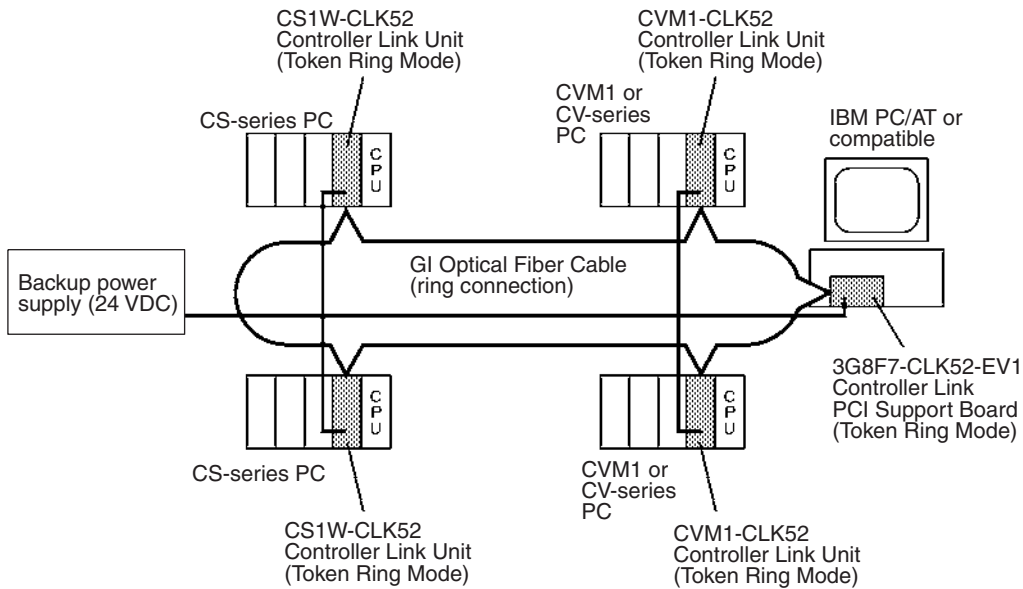 CS1W-CLK52
Controller Link Unit
(Token Ring Mode)
CVM1-CLK52
Controller Link Unit
(Token Ring Mode)
CS-series PC
CVM1 or
CV-series
PC
IBM PC/AT or
compatible
CPU
CPU
Backup power
supply (24 VDC)
GI Optical Fiber Cable
(ring connection)
3G8F7-CLK52-EV1
Controller Link
PCI Support Board
(Token Ring Mode)
CPU
CPU
CS-series PC
CVM1 or
CV-series
PC
CS1W-CLK52
Controller Link Unit
(Token Ring Mode)
CVM1-CLK52
Controller Link Unit
(Token Ring Mode)